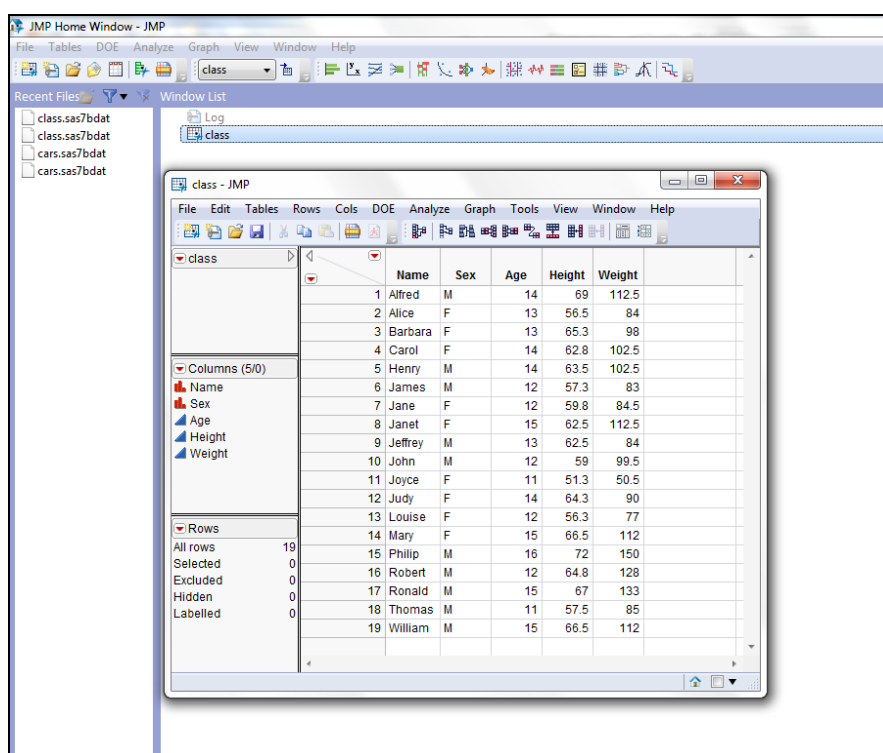 JMP Home Window - JMP
File Tables DOE Analyze Graph View Window Help
class
Recent Files Window List
class.sas7bdat
class.sas7bdat
cars.sas7bdat
cars.sas7bdat
Log
class
class - JMP
File Edit Tables Rows Cols DOE Analyze Graph Tools View Window Help
class
Columns (5/0)
Name
Sex
Age
Height
Weight
Rows
All rows 19
Selected 0
Excluded 0
Hidden 0
Labelled 0
Name Sex Age Height Weight
1 Alfred M 14 69 112.5
2 Alice F 13 56.5 84
3 Barbara F 13 65.3 98
4 Carol F 14 62.8 102.5
5 Henry M 14 63.5 102.5
6 James M 12 57.3 83
7 Jane F 12 59.8 84.5
8 Janet F 15 62.5 112.5
9 Jeffrey M 13 62.5 84
10 John M 12 59 99.5
11 Joyce F 11 51.3 50.5
12 Judy F 14 64.3 90
13 Louise F 12 56.3 77
14 Mary F 15 66.5 112
15 Philip M 16 72 150
16 Robert M 12 64.8 128
17 Ronald M 15 67 133
18 Thomas M 11 57.5 85
19 William M 15 66.5 112